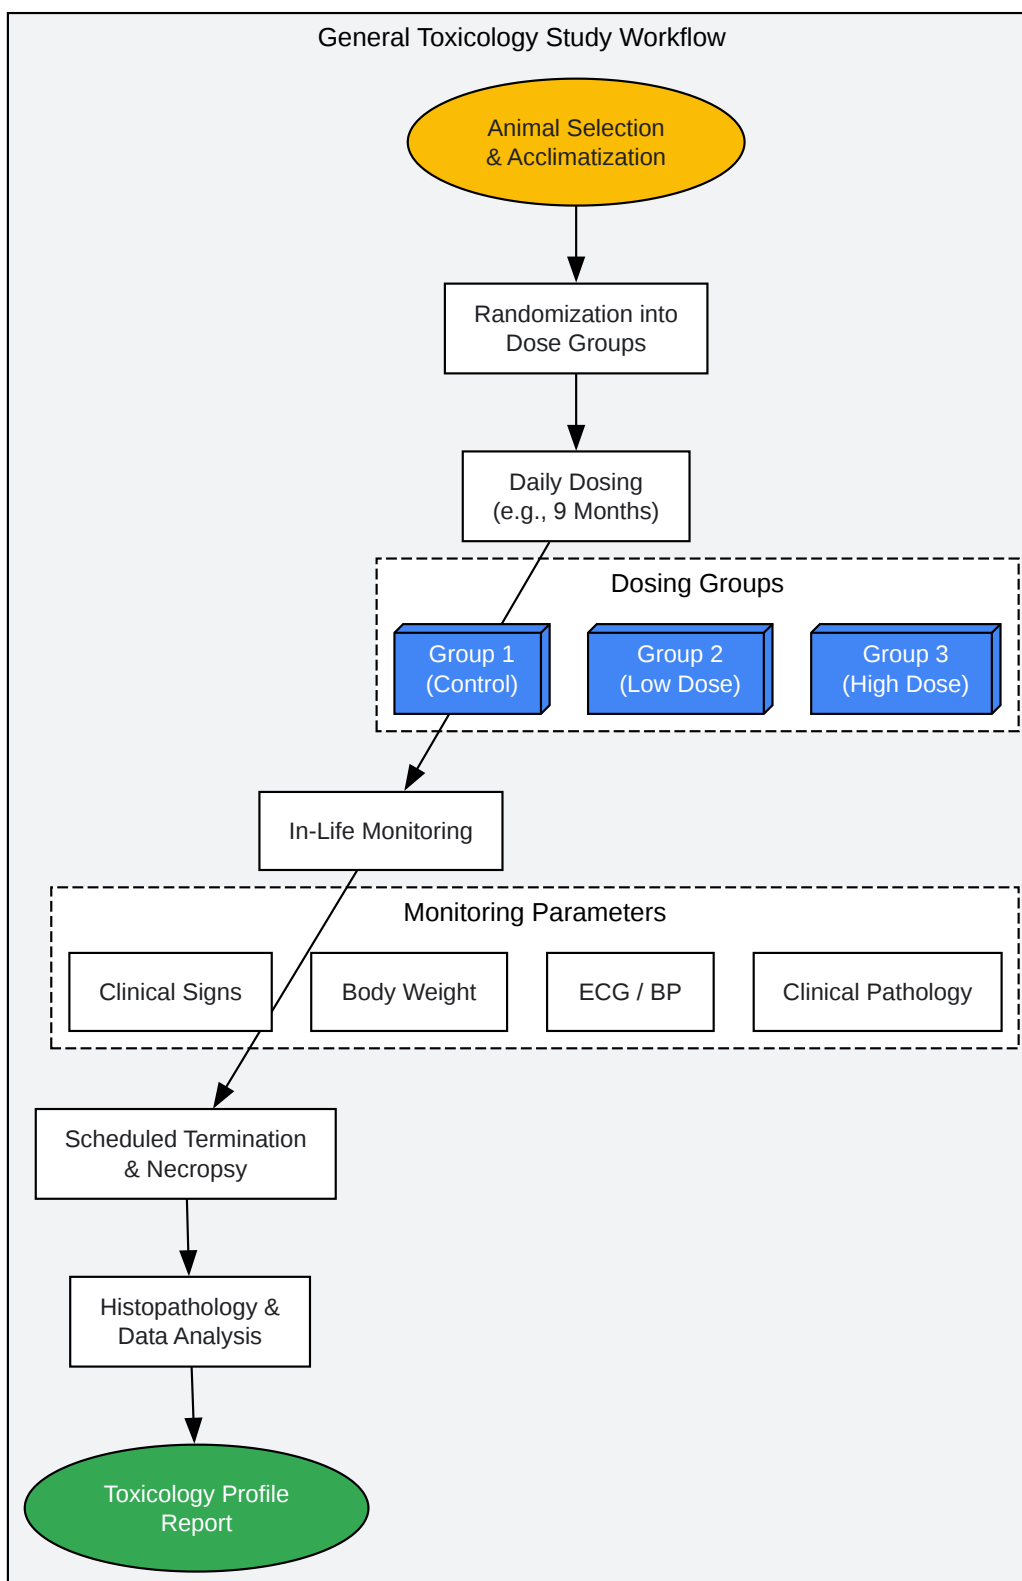 General Toxicology Study Workflow
Animal Selection
& Acclimatization
Randomization into
Dose Groups
Daily Dosing
(e.g., 9 Months)
Dosing Groups
Group 1
(Control)
Group 2
(Low Dose)
Group 3
(High Dose)
In-Life Monitoring
Monitoring Parameters
Clinical Signs
Body Weight
ECG / BP
Clinical Pathology
Scheduled Termination
& Necropsy
Histopathology &
Data Analysis
Toxicology Profile
Report